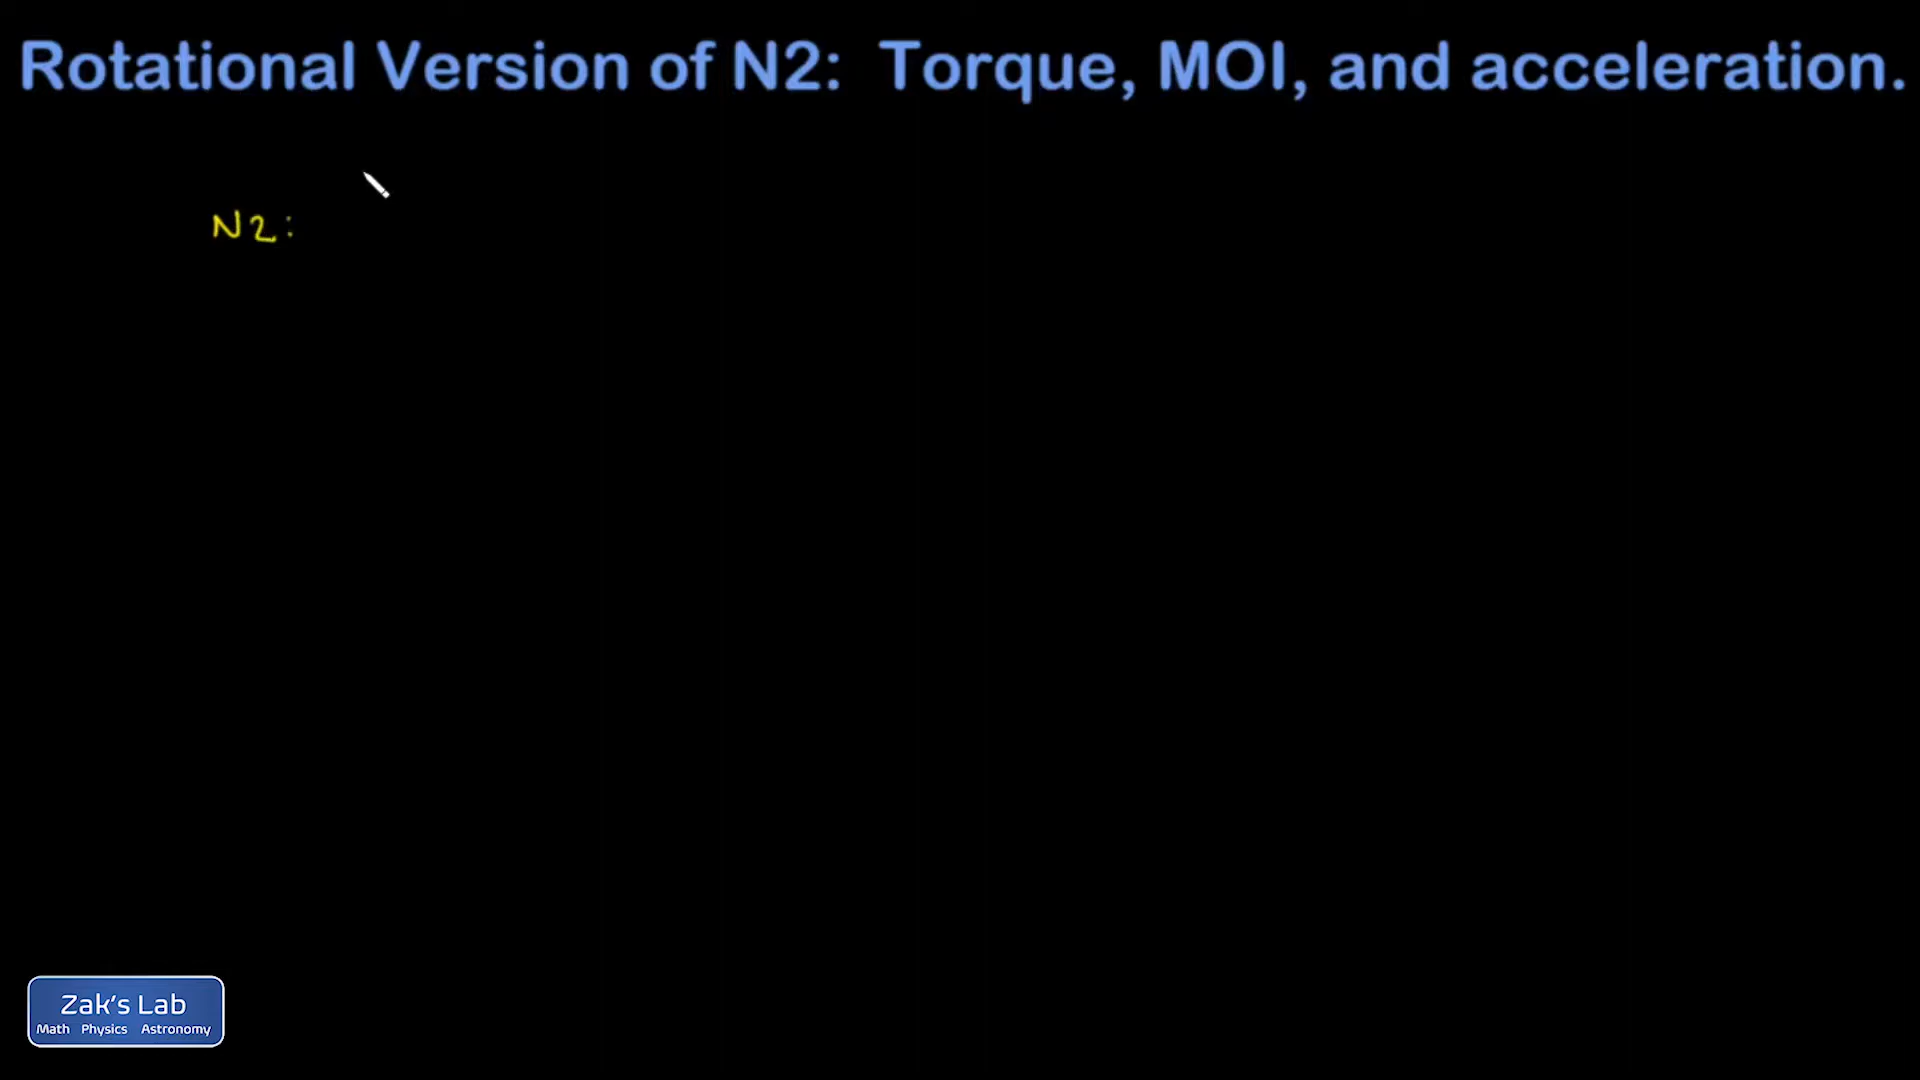 Rotational Version of N2: Torque, MOI, and acceleration.
N2:
Zak's Lab
Math Physics Astronomy